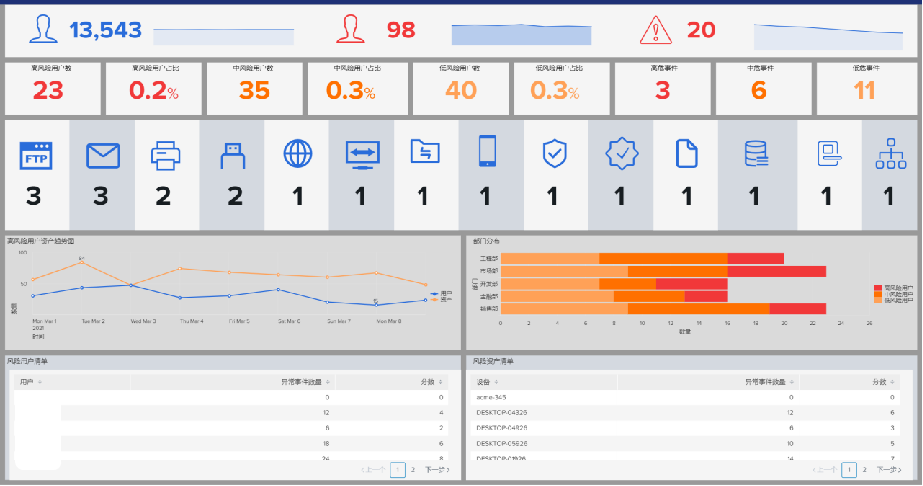 13,543
98
20
高风险用户数
高风险用户占比
中风险用户数
中风险用户占比
低风险用户数
低风险用户占比
高危事件
中危事件
低危事件
23
0.2%
35
0.3%
40
0.3%
3
6
11
FTP
3
3
2
2
1
1
1
1
1
1
1
1
1
1
高风险用户资产趋势图
100
50
数量
Mon Mar 1
2021
Tue Mar 2
Wed Mar 3
Thu Mar 4
Fri Mar 5
Sat Mar 6
Sun Mar 7
Mon Mar 8
时间
用户
资产
部门分布
工程部
市场部
开发部
金融部
销售部
部门
0
2
4
6
8
10
12
14
16
18
20
22
24
26
数量
高风险用户
中风险用户
低风险用户
风险用户清单
用户
异常事件数量
分数
0 0
12 4
6 2
18 6
24 8
‹上一个 1 2 下一步›
风险资产清单
设备
异常事件数量
分数
acme-345 0 0
DESKTOP-04326 12 6
DESKTOP-04926 6 3
DESKTOP-05626 10 5
14 7
‹上一个 1 2 下一步›